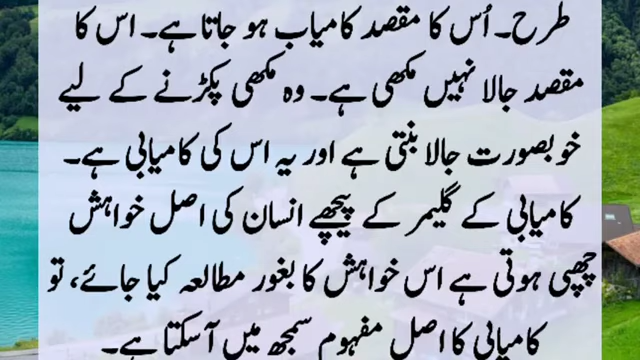 طرح۔ اُس کا مقصد کامیاب ہو جاتا ہے۔ اس کا
مقصد جالا نہیں مکھی ہے۔ وہ مکھی پکڑنے کے لیے
خوبصورت جالا بنتی ہے اور یہ اس کی کامیابی ہے۔
کامیابی کے گلیمر کے پیچھے انسان کی اصل خواہش
چھپی ہوتی ہے اس خواہش کا بغور مطالعہ کیا جائے، تو
کامیابی کا اصل مفہوم سمجھ میں آ سکتا ہے۔